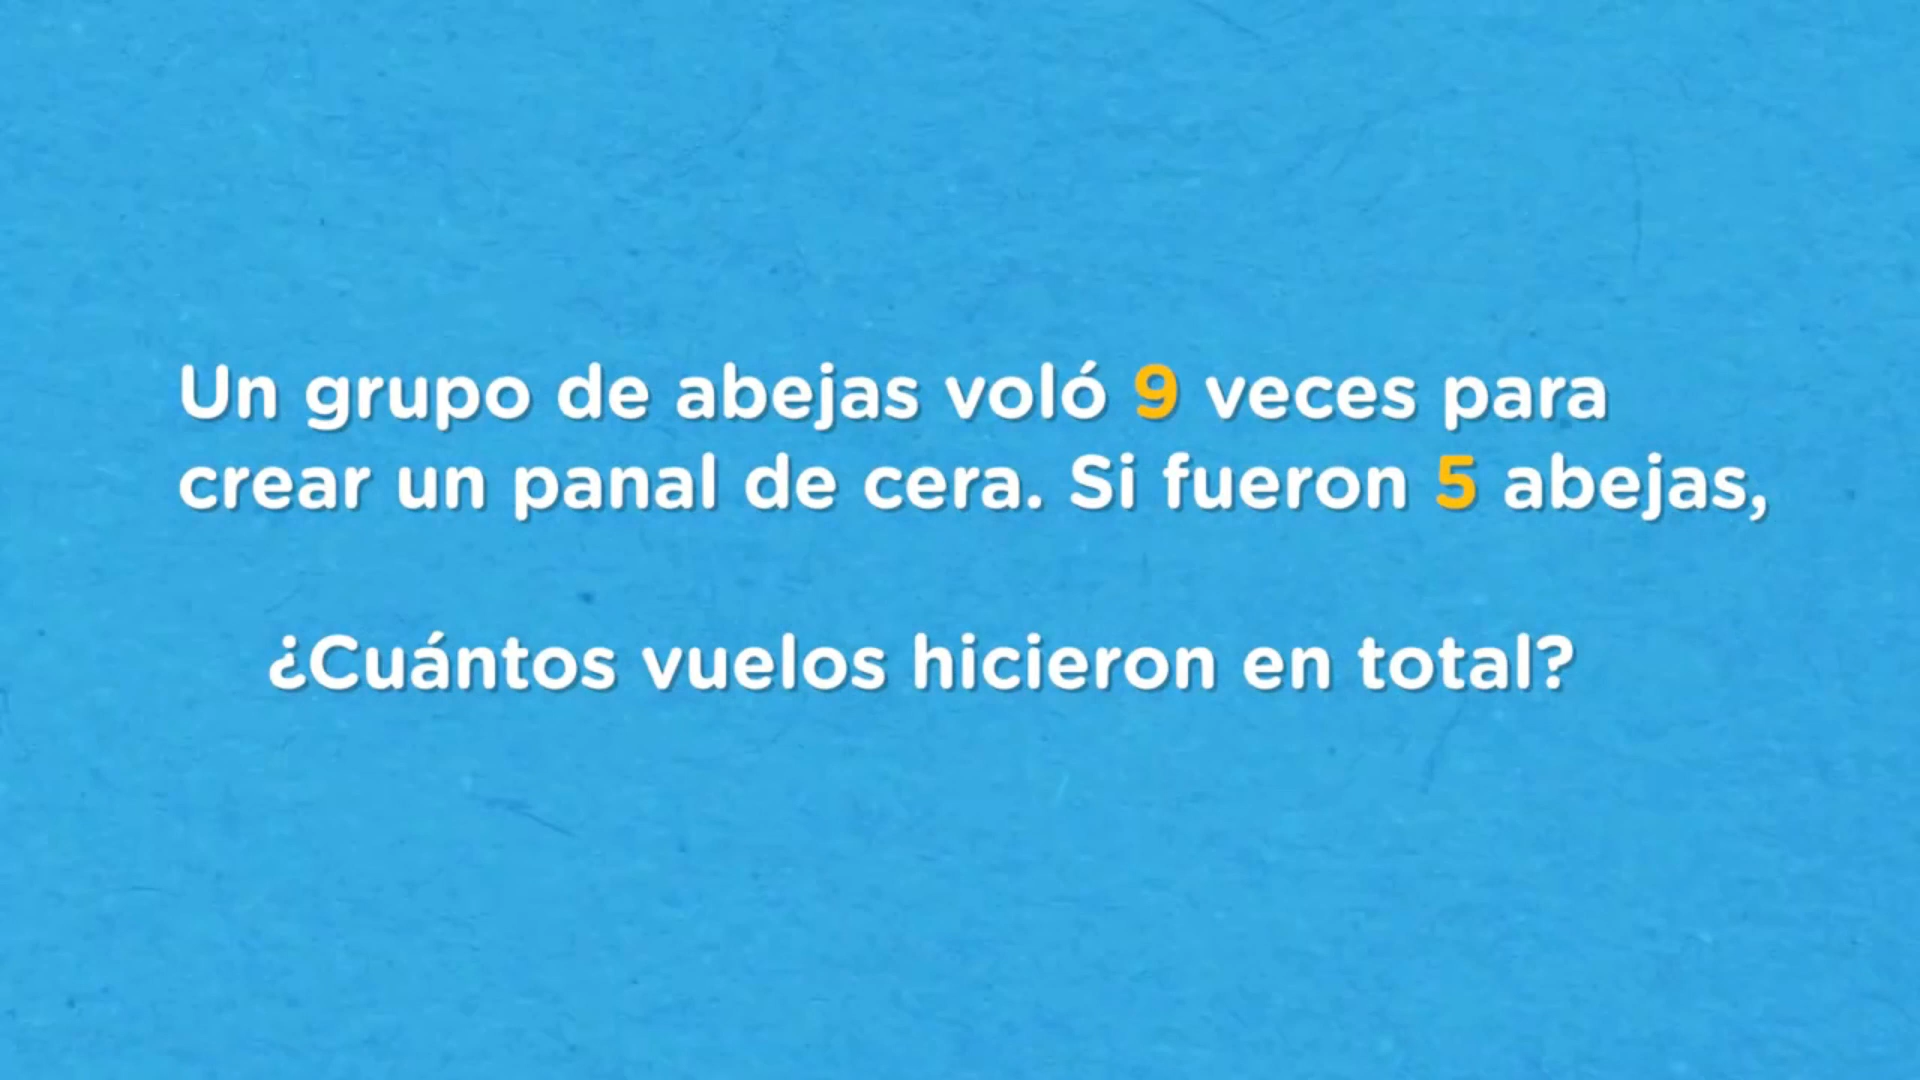 Un grupo de abejas voló 9 veces para
crear un panal de cera. Si fueron 5 abejas,
¿Cuántos vuelos hicieron en total?